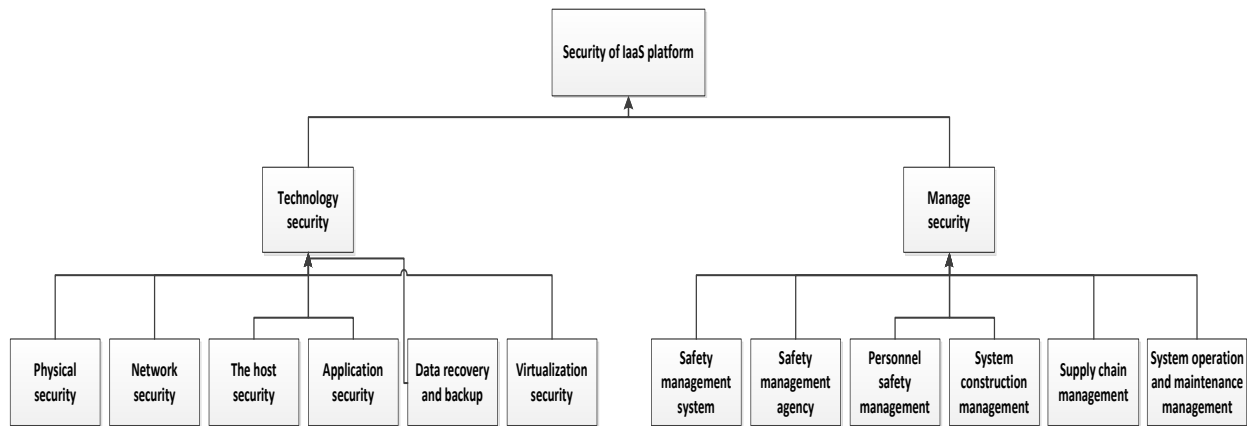 Security of IaaS platform
Technology
security
Manage
security
Physical
security
Network
security
The host
security
Application
security
Data recovery
and backup
Virtualization
security
Safety
management
system
Safety
management
agency
Personnel
safety
management
System
construction
management
Supply chain
management
System operation
and maintenance
management